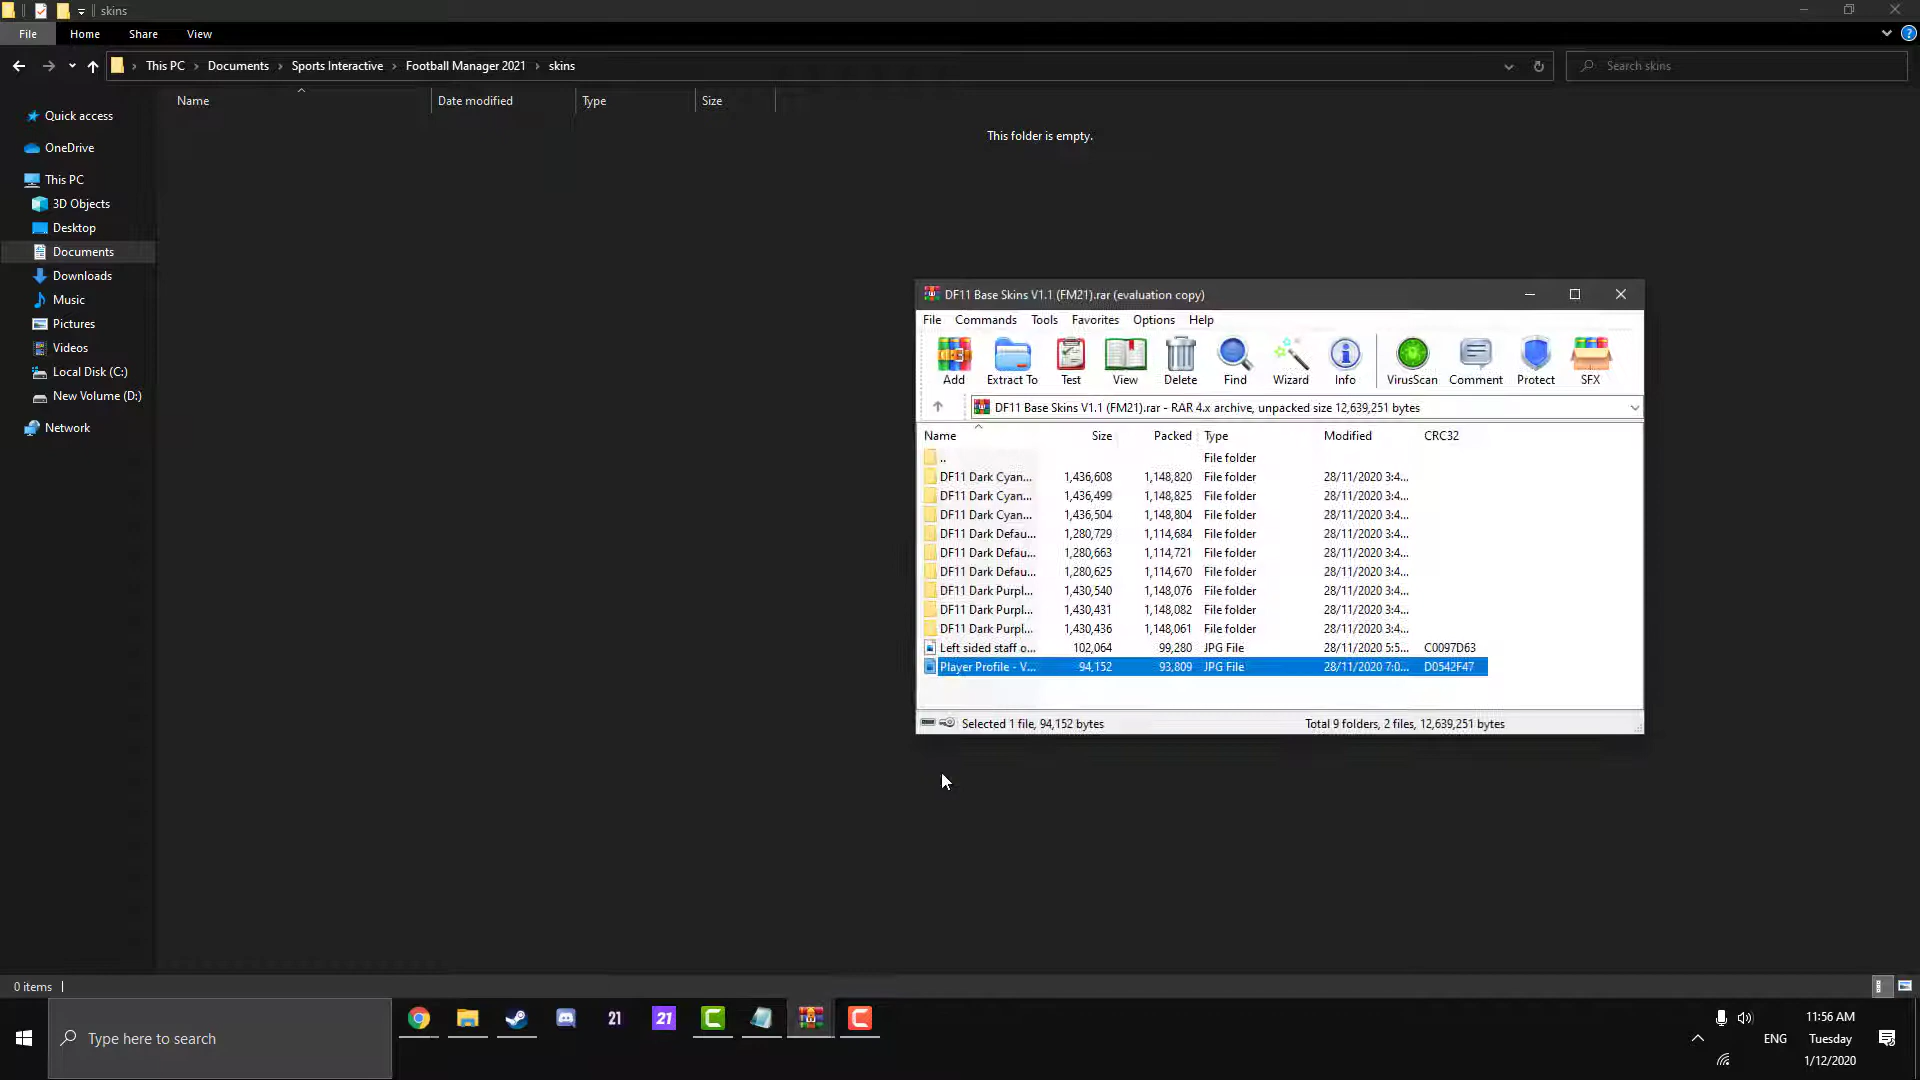 skins
File Home Share View
This PC Documents Sports Interactive Football Manager 2021 skins
Search skins
Name Date modified Type Size
This folder is empty.
Quick access
OneDrive
This PC
3D Objects
Desktop
Documents
Downloads
Music
Pictures
Videos
Local Disk (C:)
New Volume (D:)
Network
DF11 Base Skins V1.1 (FM21).rar (evaluation copy)
File Commands Tools Favorites Options Help
Add Extract To Test View Delete Find Wizard Info VirusScan Comment Protect SFX
DF11 Base Skins V1.1 (FM21).rar - RAR 4.x archive, unpacked size 12,639,251 bytes
Name Size Packed Type Modified CRC32
.. File folder
DF11 Dark Cyan... 1,436,608 1,148,820 File folder 28/11/2020 3:4...
DF11 Dark Cyan... 1,436,499 1,148,825 File folder 28/11/2020 3:4...
DF11 Dark Cyan... 1,436,504 1,148,804 File folder 28/11/2020 3:4...
DF11 Dark Defau... 1,280,729 1,114,684 File folder 28/11/2020 3:4...
DF11 Dark Defau... 1,280,663 1,114,721 File folder 28/11/2020 3:4...
DF11 Dark Defau... 1,280,625 1,114,670 File folder 28/11/2020 3:4...
DF11 Dark Purpl... 1,430,540 1,148,076 File folder 28/11/2020 3:4...
DF11 Dark Purpl... 1,430,431 1,148,082 File folder 28/11/2020 3:4...
DF11 Dark Purpl... 1,430,436 1,148,061 File folder 28/11/2020 3:4...
Left sided staff o... 102,064 99,280 JPG File 28/11/2020 5:5... C0097D63
Player Profile - V... 94,152 93,809 JPG File 28/11/2020 7:0... D0542F47
Selected 1 file, 94,152 bytes Total 9 folders, 2 files, 12,639,251 bytes
0 items
Type here to search
21
21
ENG
11:56 AM
Tuesday
1/12/2020